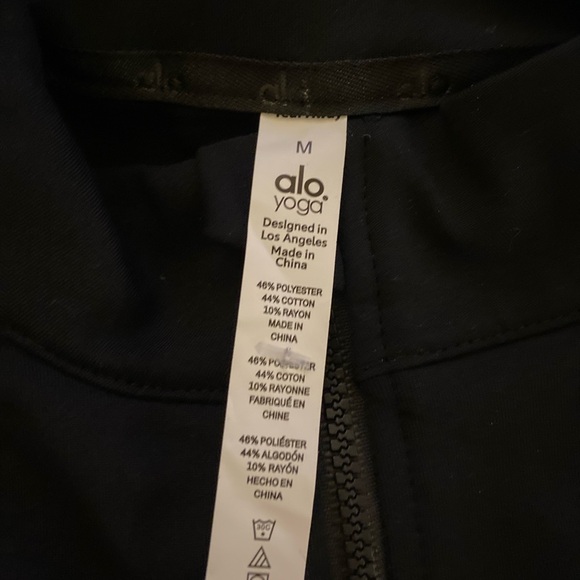 alo alo alo
M
alo
yoga
Designed in
Los Angeles
Made in
China
46% POLYESTER
44% COTTON
10% RAYON
MADE IN
CHINA
46% POLYESTER
44% COTON
10% RAYONNE
FABRIQUÉ EN
CHINE
46% POLIÉSTER
44% ALGODÓN
10% RAYÓN
HECHO EN
CHINA
30C